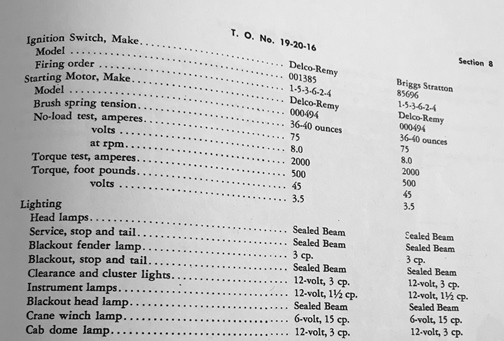 T. O. No. 19-20-16
Section 8
Ignition Switch, Make.......... Delco-Remy Briggs Stratton
Model .......... 001385 85696
Firing order .......... 1-5-3-6-2-4 1-5-3-6-2-4
Starting Motor, Make.......... Delco-Remy Delco-Remy
Model .......... 000494 000494
Brush spring tension.......... 36-40 ounces 36-40 ounces
No-load test, amperes.......... 75 75
volts .......... 8.0 8.0
at rpm.......... 2000 2000
Torque test, amperes.......... 500 500
Torque, foot pounds.......... 45 45
volts .......... 3.5 3.5
Lighting
Head lamps.......... Sealed Beam Sealed Beam
Service, stop and tail.......... Sealed Beam Sealed Beam
Blackout fender lamp.......... 3 cp. 3 cp.
Blackout, stop and tail.......... Sealed Beam Sealed Beam
Clearance and cluster lights.......... 12-volt, 3 cp. 12-volt, 3 cp.
Instrument lamps.......... 12-volt, 1½ cp. 12-volt, 1½ cp.
Blackout head lamp.......... Sealed Beam Sealed Beam
Crane winch lamp.......... 6-volt, 15 cp. 6-volt, 15 cp.
Cab dome lamp.......... 12-volt, 3 cp. 12-volt, 3 cp.